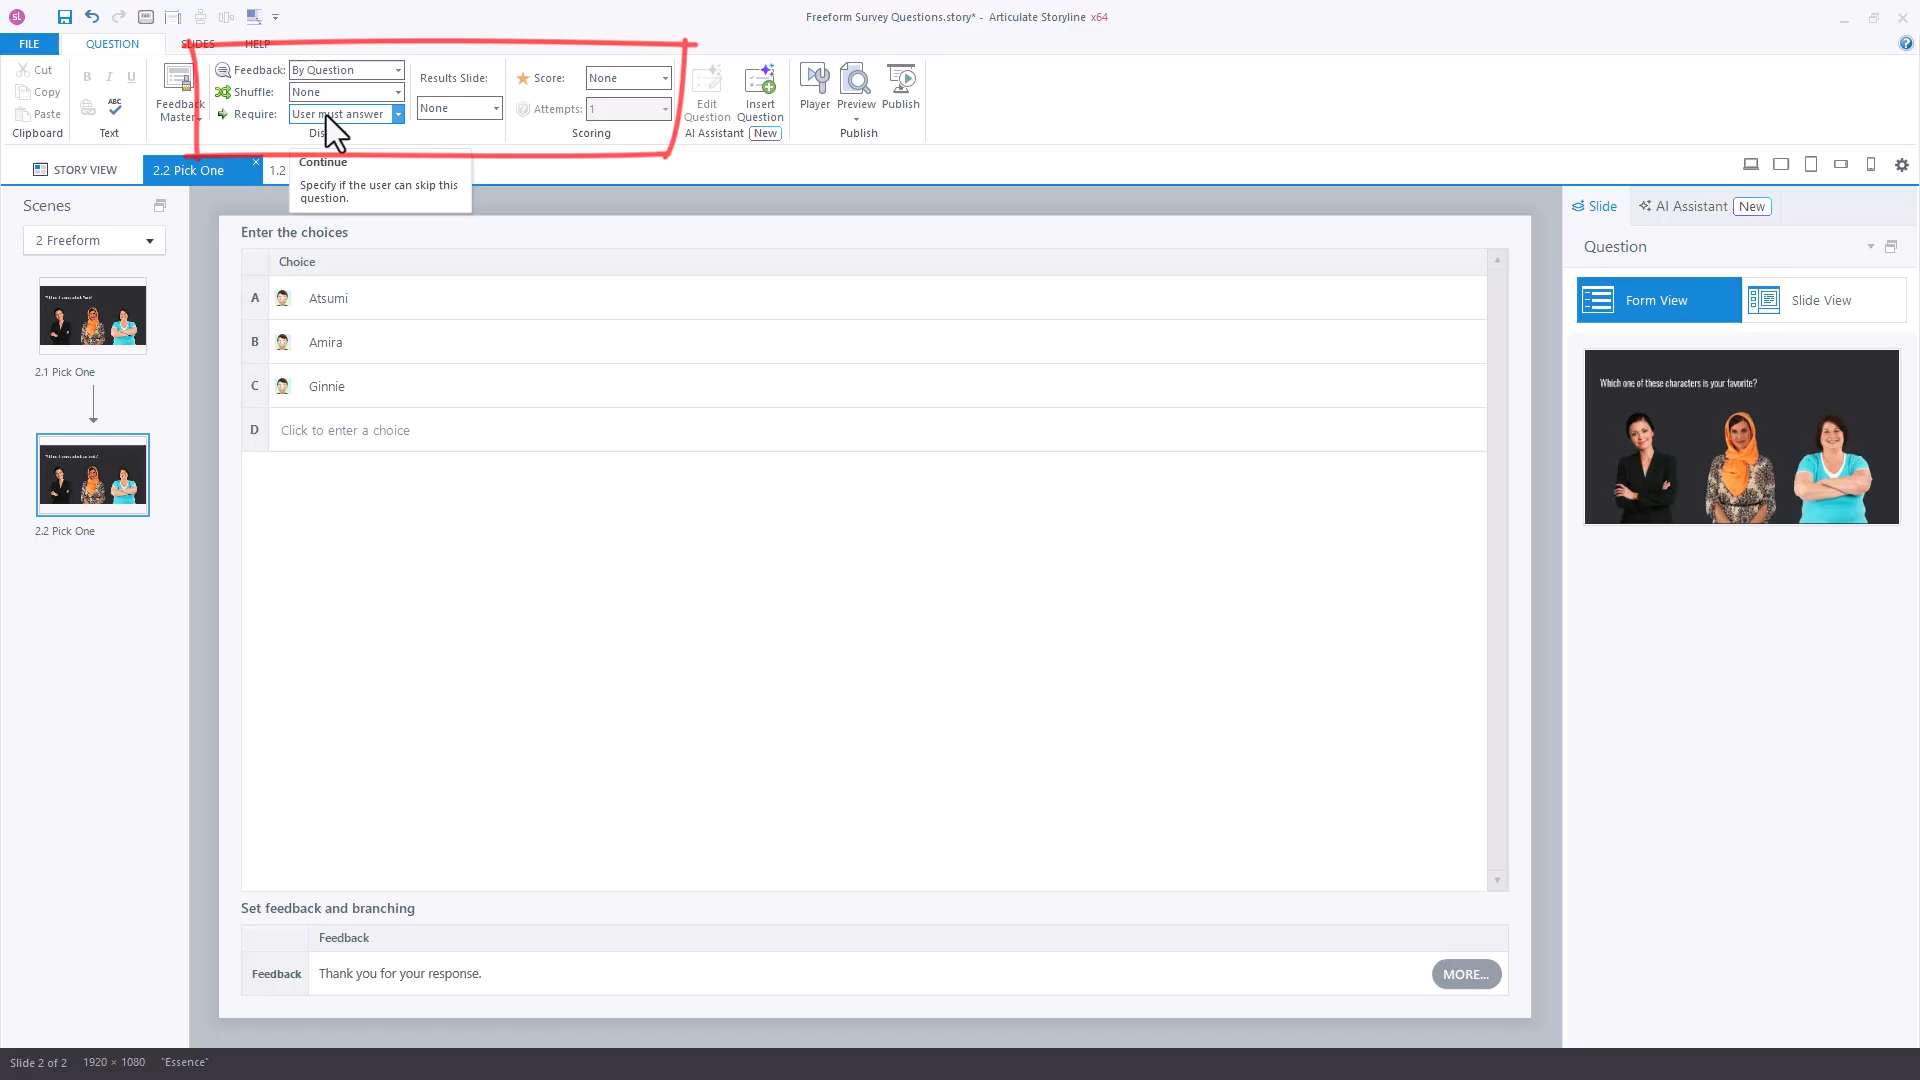 sl
Freeform Survey Questions.story* - Articulate Storyline x64
FILE
QUESTION
SLIDES
HELP
Cut
Copy
Paste
Clipboard
B I U
ABC
Text
Feedback
Master
Feedback: By Question
Shuffle: None
Require: User must answer
Results Slide:
None
Score: None
Attempts: 1
Scoring
Edit
Question
Insert
Question
AI Assistant New
Player
Preview
Publish
Publish
Continue
Specify if the user can skip this
question.
STORY VIEW
2.2 Pick One
1.2
Scenes
2 Freeform
2.1 Pick One
2.2 Pick One
Enter the choices
Choice
A Atsumi
B Amira
C Ginnie
D Click to enter a choice
Set feedback and branching
Feedback
Feedback Thank you for your response.
MORE...
Slide
AI Assistant New
Question
Form View
Slide View
Which one of these characters is your favorite?
Slide 2 of 2 1920 × 1080 "Essence"